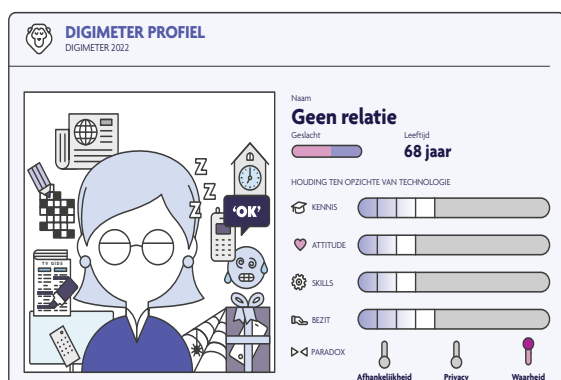 DIGIMETER PROFIEL
DIGIMETER 2022
Naam
Geen relatie
Geslacht Leeftijd
68 jaar
HOUDING TEN OPZICHTE VAN TECHNOLOGIE
KENNIS
ATTITUDE
SKILLS
BEZIT
PARADOX
Afhankelijkheid Privacy Waarheid
Z
Z
Z
'OK'
TV GIDS